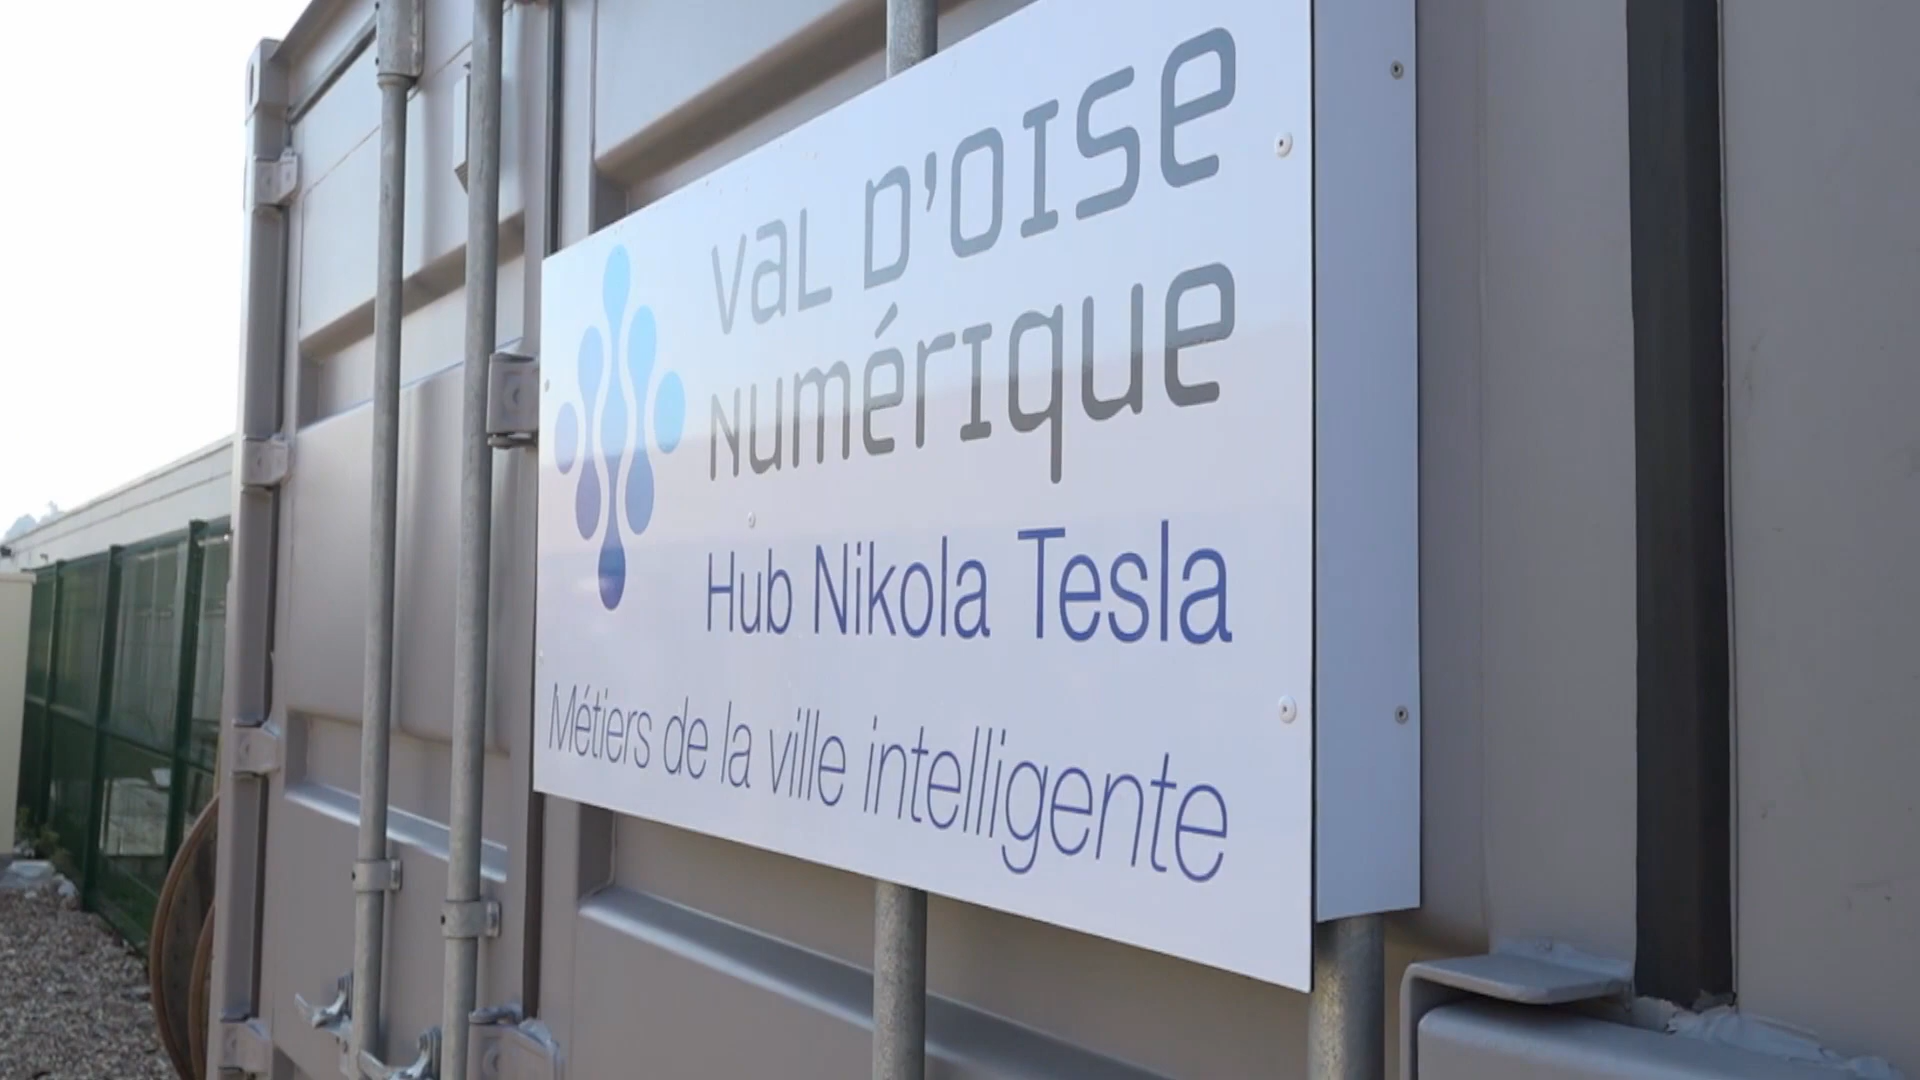 Val D'OISE
Numérique
Hub Nikola Tesla
Métiers de la ville intelligente